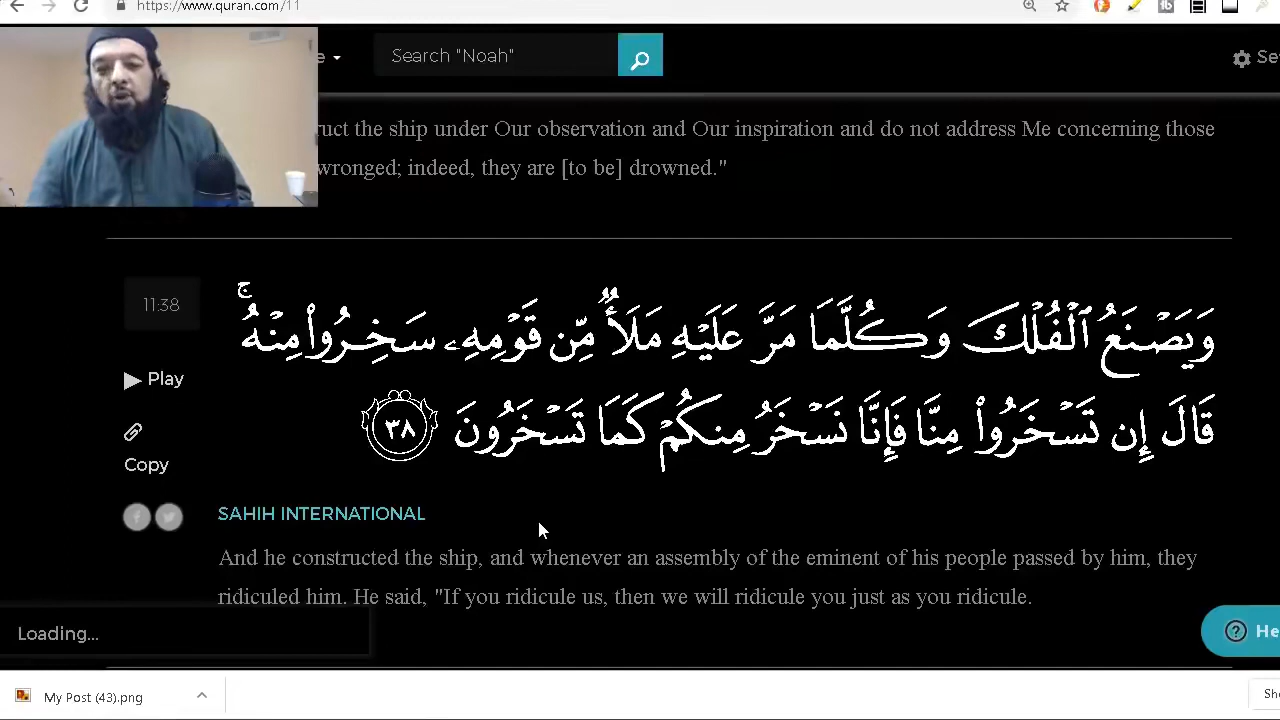 https://www.quran.com/11
Search "Noah"
ruct the ship under Our observation and Our inspiration and do not address Me concerning those
wronged; indeed, they are [to be] drowned."
11:38
وَيَصْنَعُ ٱلْفُلْكَ وَكُلَّمَا مَرَّ عَلَيْهِ مَلَأٌ مِّن قَوْمِهِۦ سَخِرُوا۟ مِنْهُ ۚ
قَالَ إِن تَسْخَرُوا۟ مِنَّا فَإِنَّا نَسْخَرُ مِنكُمْ كَمَا تَسْخَرُونَ ٣٨
Play
Copy
SAHIH INTERNATIONAL
And he constructed the ship, and whenever an assembly of the eminent of his people passed by him, they
ridiculed him. He said, "If you ridicule us, then we will ridicule you just as you ridicule.
Loading...
He
My Post (43).png